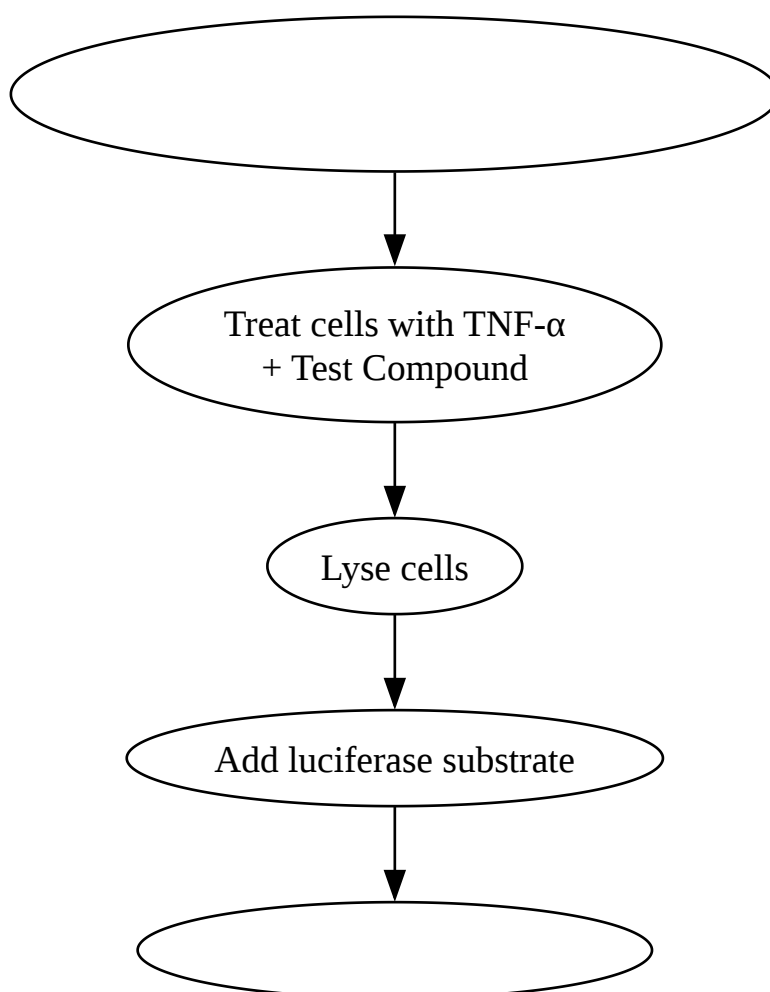 Treat cells with TNF-α
+ Test Compound
Lyse cells
Add luciferase substrate